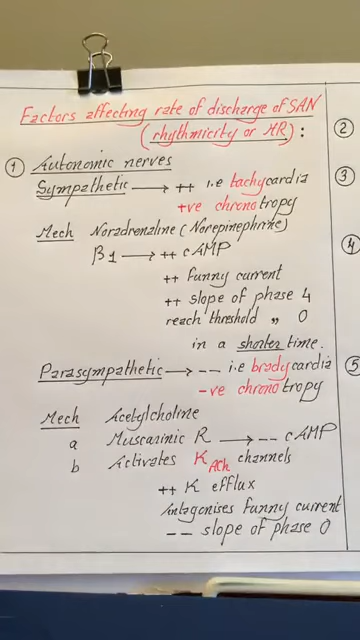 Factors affecting rate of discharge of SAN
(rhythmicity or HR):
① Autonomic nerves
Sympathetic → ++ i.e tachycardia
+ve chronotropy
Mech Noradrenaline (Norepinephrine)
β1 → ++ cAMP
++ funny current
++ slope of phase 4
reach threshold " 0
in a shorter time.
Parasympathetic → -- i.e bradycardia
-ve chronotropy
Mech Acetylcholine
a Muscarinic R → -- cAMP
b Activates K ACh channels
++ K efflux
Antagonises funny current
-- slope of phase 0
②
③
④
⑤